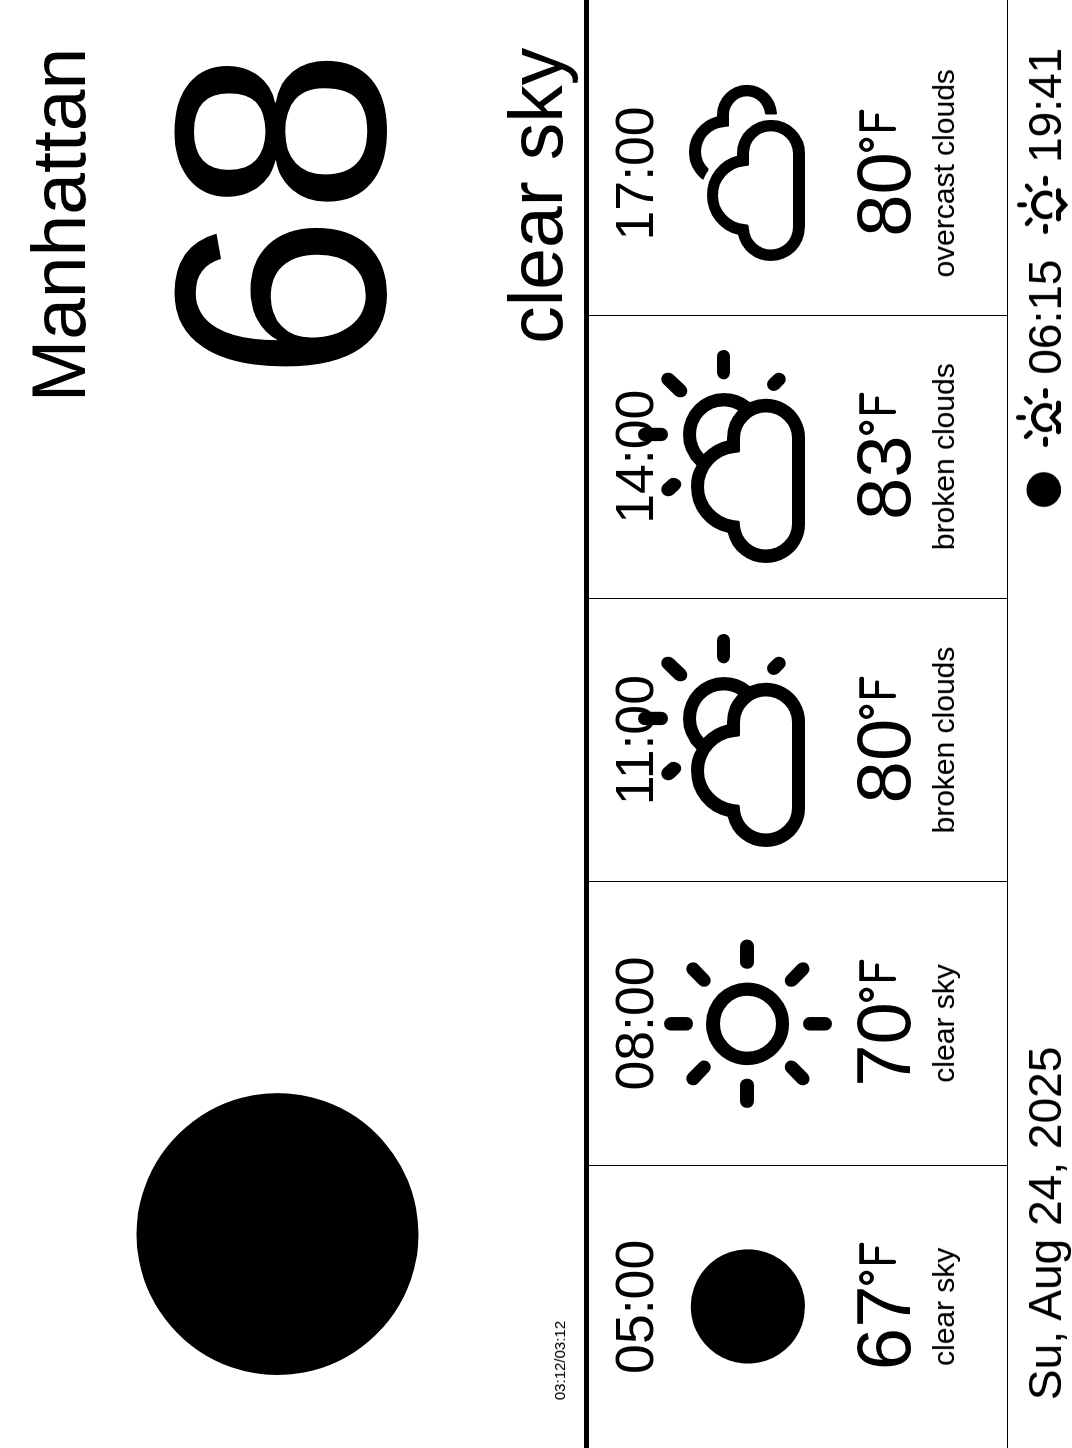 Manhattan
68
clear sky
03:12/03:12
05:00
67°F
clear sky
08:00
70°F
clear sky
11:00
80°F
broken clouds
14:00
83°F
broken clouds
17:00
80°F
overcast clouds
Su, Aug 24, 2025
06:15
19:41